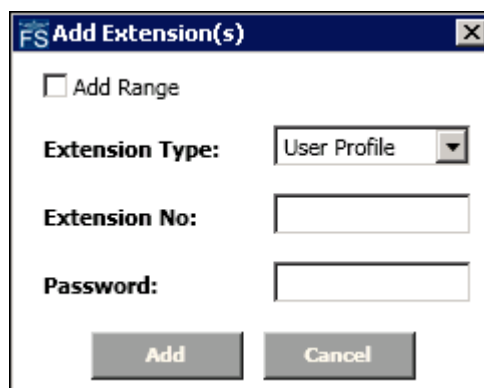 FS Add Extension(s)
Add Range
Extension Type: User Profile
Extension No:
Password:
Add Cancel